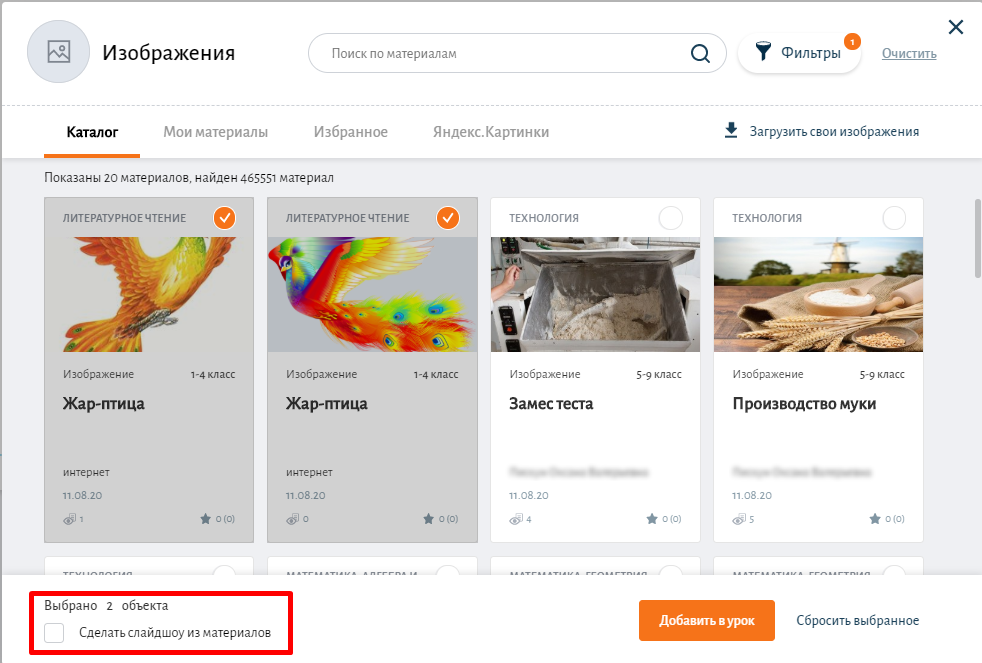 Изображения
Поиск по материалам
Фильтры
1
Очистить
Каталог
Мои материалы
Избранное
Яндекс.Картинки
Загрузить свои изображения
Показаны 20 материалов, найден 465551 материал
ЛИТЕРАТУРНОЕ ЧТЕНИЕ
Изображение 1-4 класс
Жар-птица
интернет
11.08.20
1 0 (0)
ЛИТЕРАТУРНОЕ ЧТЕНИЕ
Изображение 1-4 класс
Жар-птица
интернет
11.08.20
0 0 (0)
ТЕХНОЛОГИЯ
Изображение 5-9 класс
Замес теста
11.08.20
4 0 (0)
ТЕХНОЛОГИЯ
Изображение 5-9 класс
Производство муки
11.08.20
5 0 (0)
ТЕХНОЛОГИЯ
МАТЕМАТИКА-АЛГЕБРА И
МАТЕМАТИКА-ГЕОМЕТРИЯ
МАТЕМАТИКА-ГЕОМЕТРИЯ
Выбрано 2 объекта
Сделать слайдшоу из материалов
Добавить в урок
Сбросить выбранное